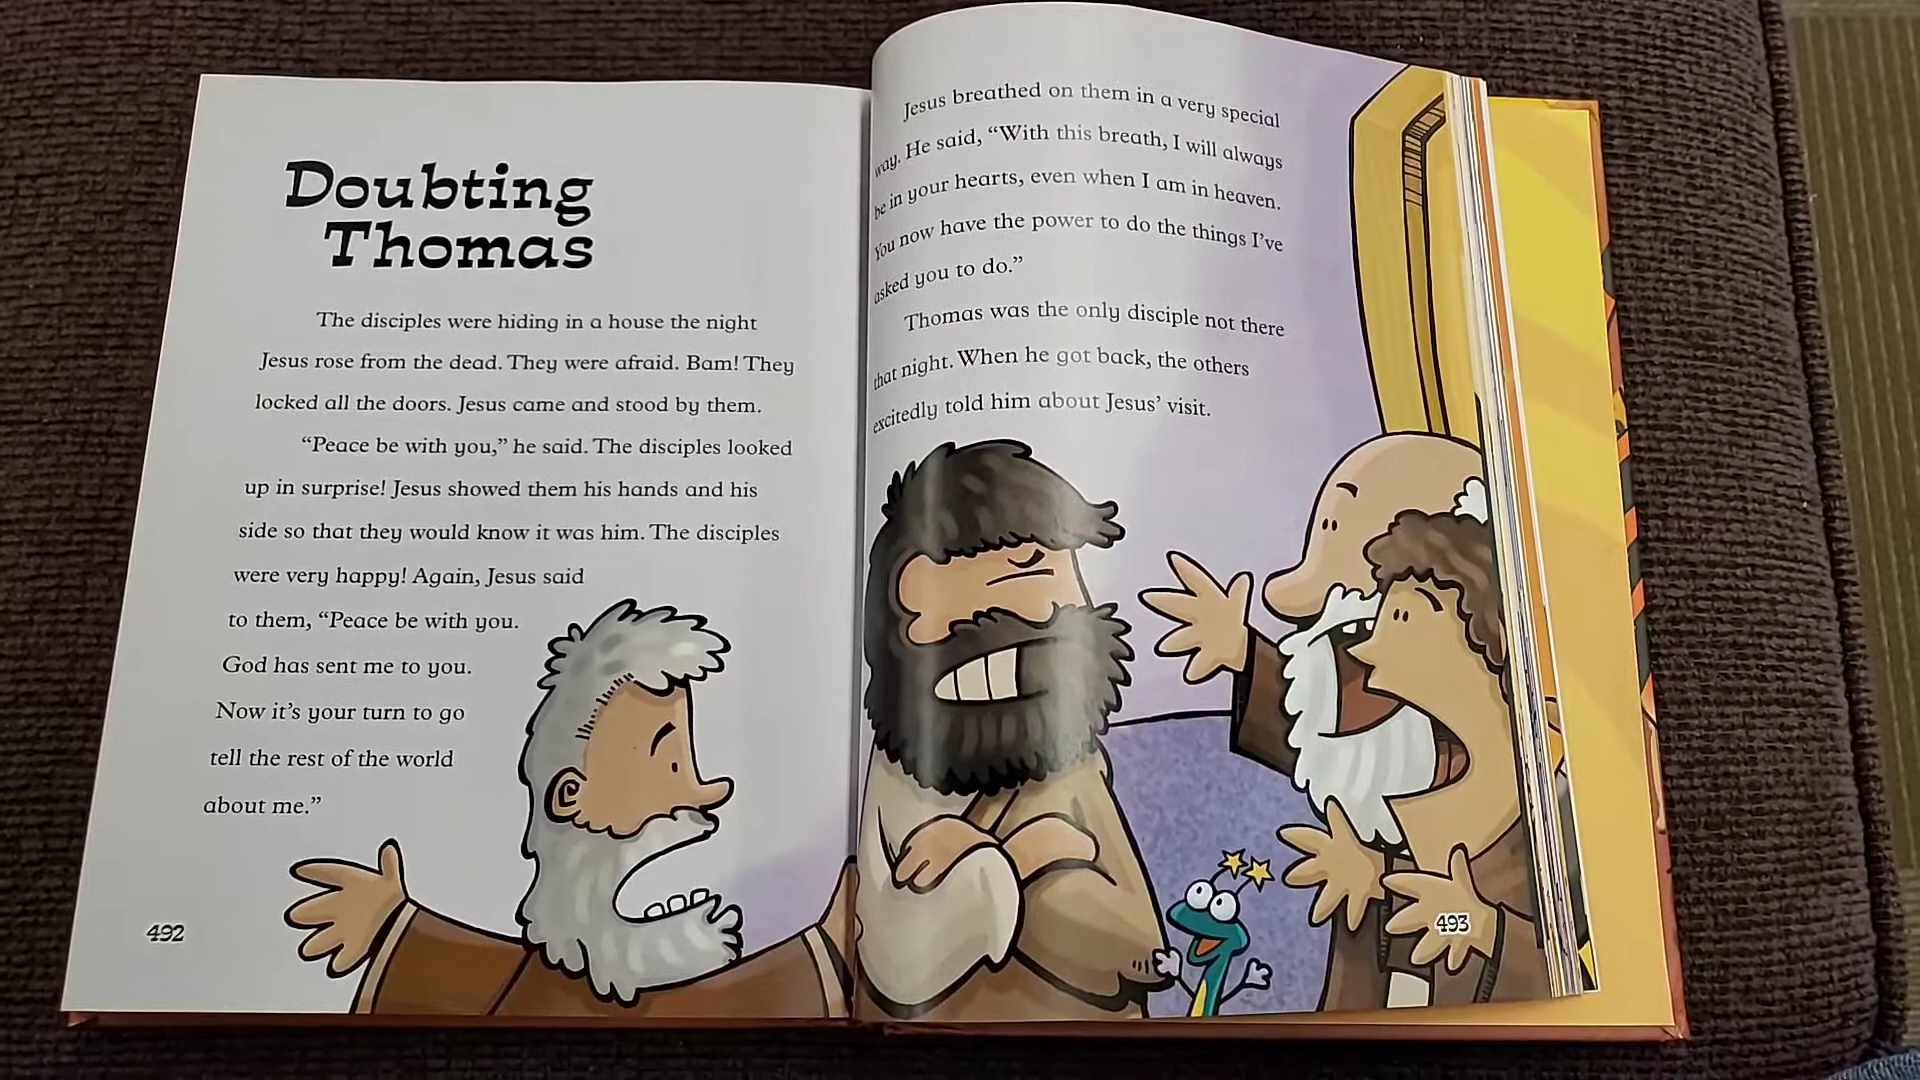 Doubting
Thomas
The disciples were hiding in a house the night
Jesus rose from the dead. They were afraid. Bam! They
locked all the doors. Jesus came and stood by them.
“Peace be with you,” he said. The disciples looked
up in surprise! Jesus showed them his hands and his
side so that they would know it was him. The disciples
were very happy! Again, Jesus said
to them, “Peace be with you.
God has sent me to you.
Now it’s your turn to go
tell the rest of the world
about me.”
492
Jesus breathed on them in a very special
way. He said, “With this breath, I will always
be in your hearts, even when I am in heaven.
You now have the power to do the things I’ve
asked you to do.”
Thomas was the only disciple not there
that night. When he got back, the others
excitedly told him about Jesus’ visit.
493